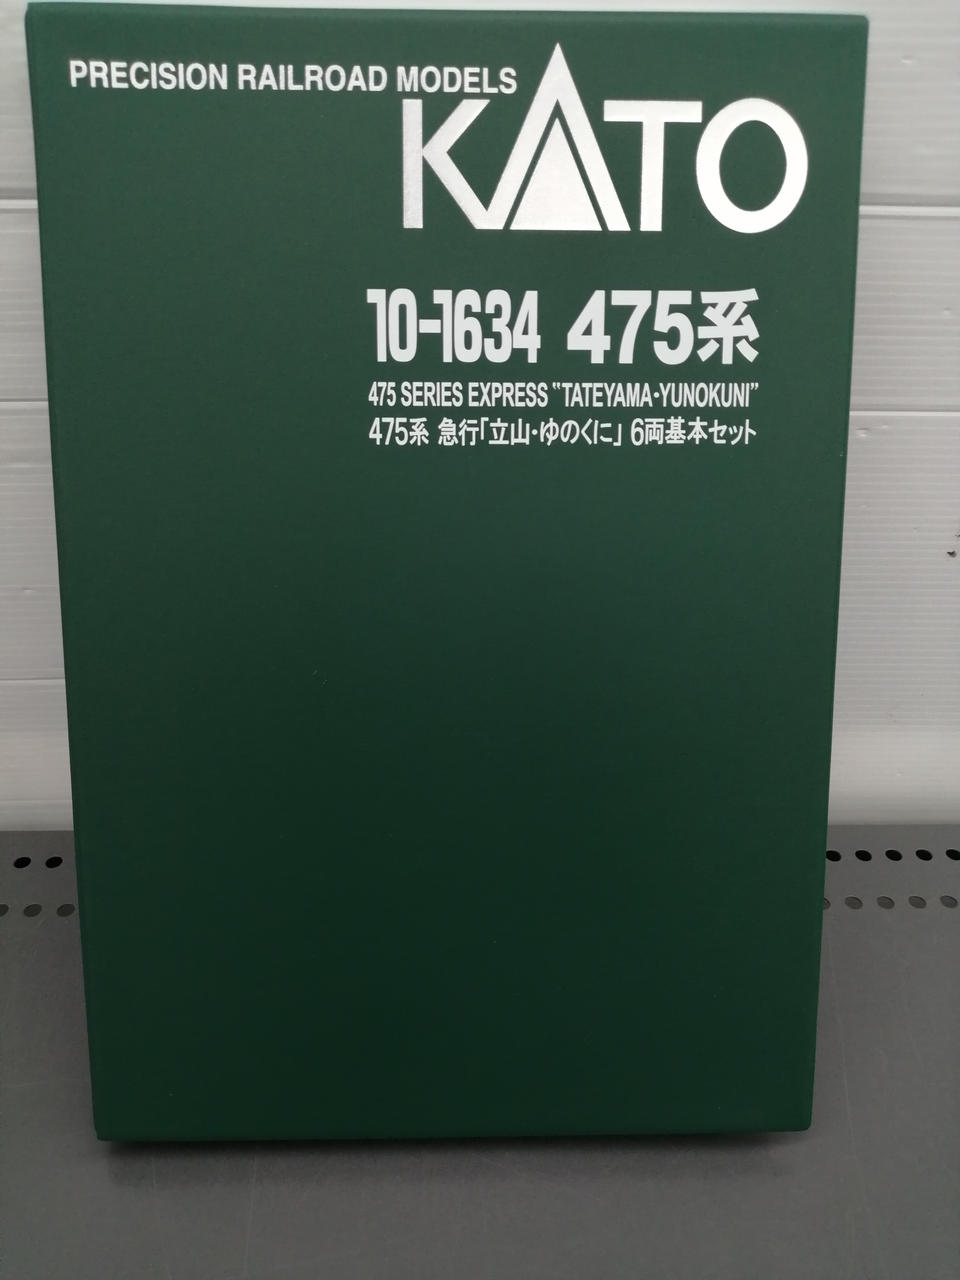 PRECISION RAILROAD MODELS
KATO
10-1634 475系
475 SERIES EXPRESS "TATEYAMA・YUNOKUNI"
475系 急行「立山・ゆのくに」 6両基本セット